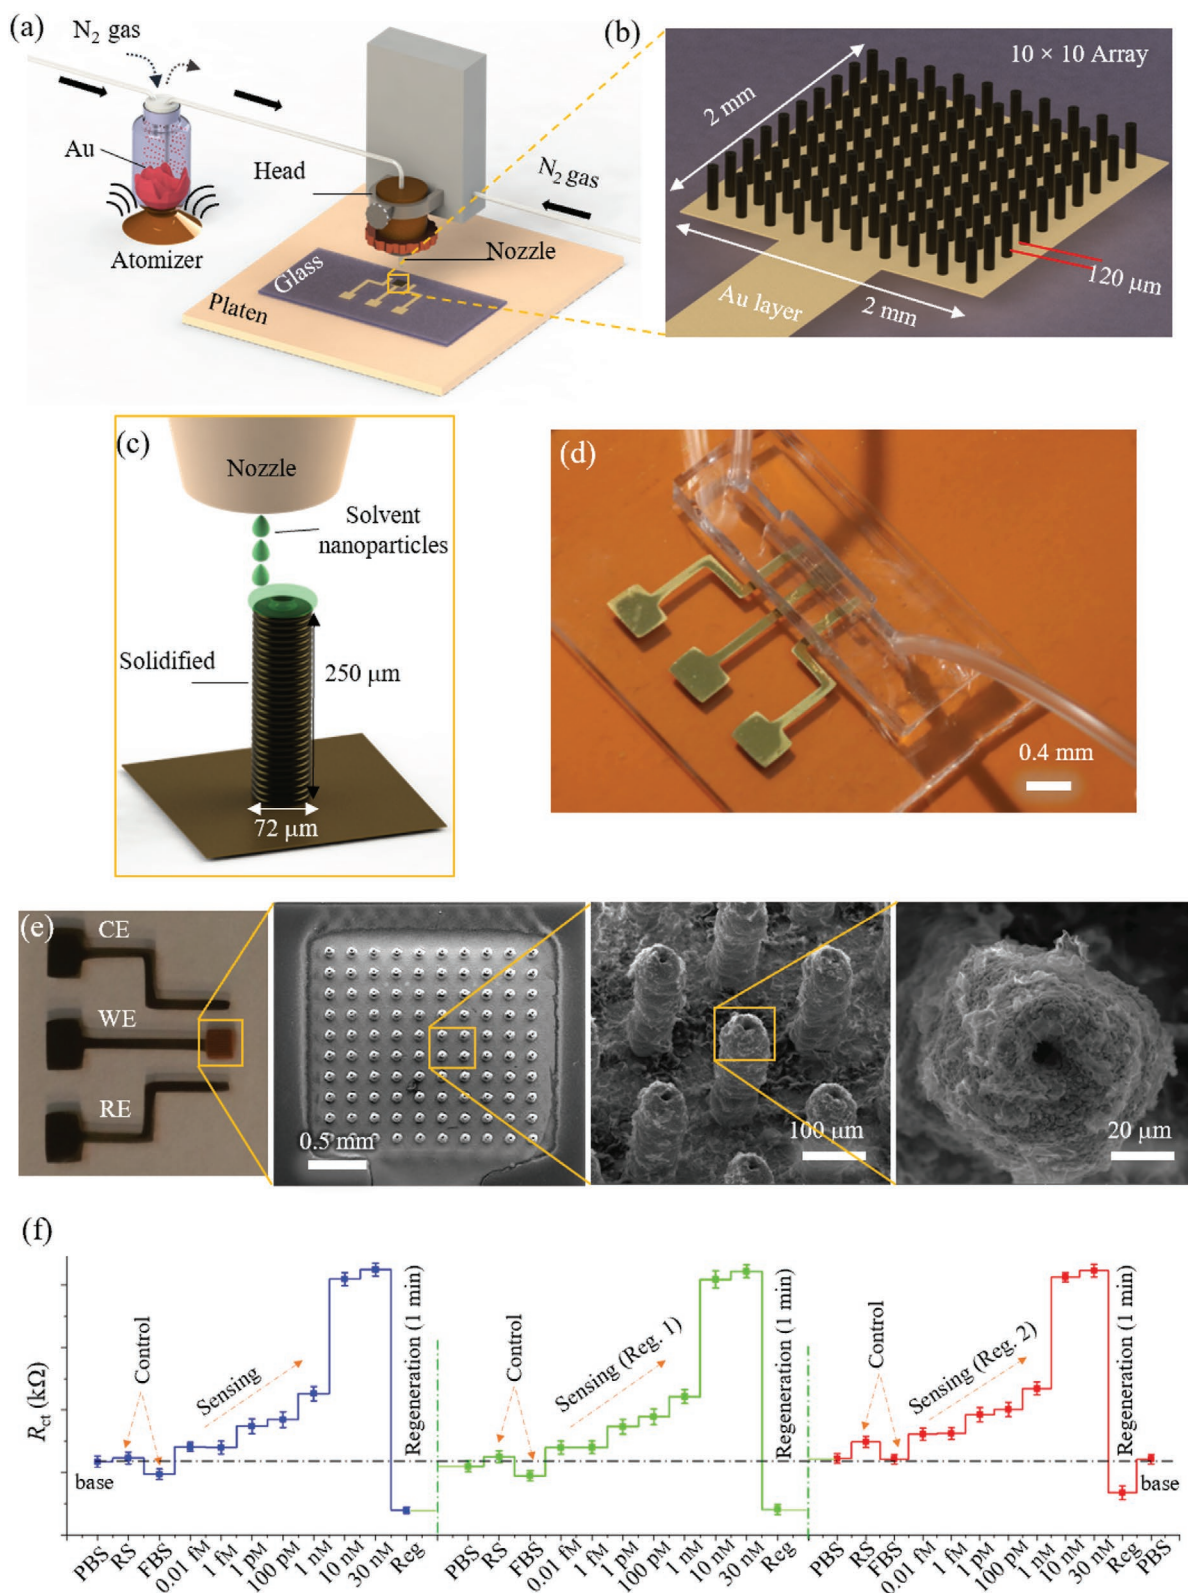 (a)
N2 gas
Au
Atomizer
Head
N2 gas
Nozzle
Glass
Platen
(b)
10 × 10 Array
2 mm
120 μm
Au layer
2 mm
(c)
Nozzle
Solvent
nanoparticles
Solidified
250 μm
72 μm
(d)
0.4 mm
(e)
CE
WE
RE
0.5 mm
100 μm
20 μm
(f)
Rct (kΩ)
base
Control
Sensing
Regeneration (1 min)
Control
Sensing (Reg. 1)
Regeneration (1 min)
Control
Sensing (Reg. 2)
Regeneration (1 min)
base
PBS
RS
FBS
0.01 fM
1 fM
1 pM
100 pM
1 nM
10 nM
30 nM
Reg
PBS
RS
FBS
0.01 fM
1 fM
1 pM
100 pM
1 nM
10 nM
30 nM
Reg
PBS
RS
FBS
0.01 fM
1 fM
1 pM
100 pM
1 nM
10 nM
30 nM
Reg
PBS